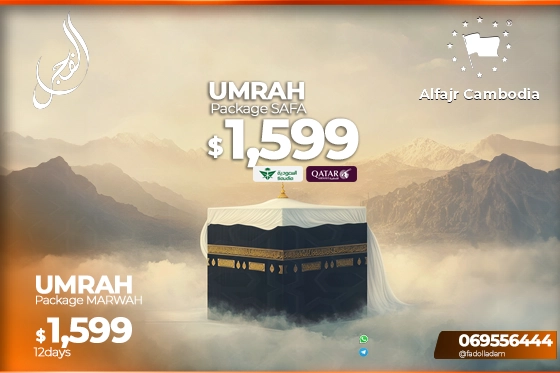 الفجر
Alfajr Cambodia
UMRAH
Package SAFA
$1,599
السعودية
Saudia
QATAR
UMRAH
Package MARWAH
$1,599
12days
069556444
@fadolladam